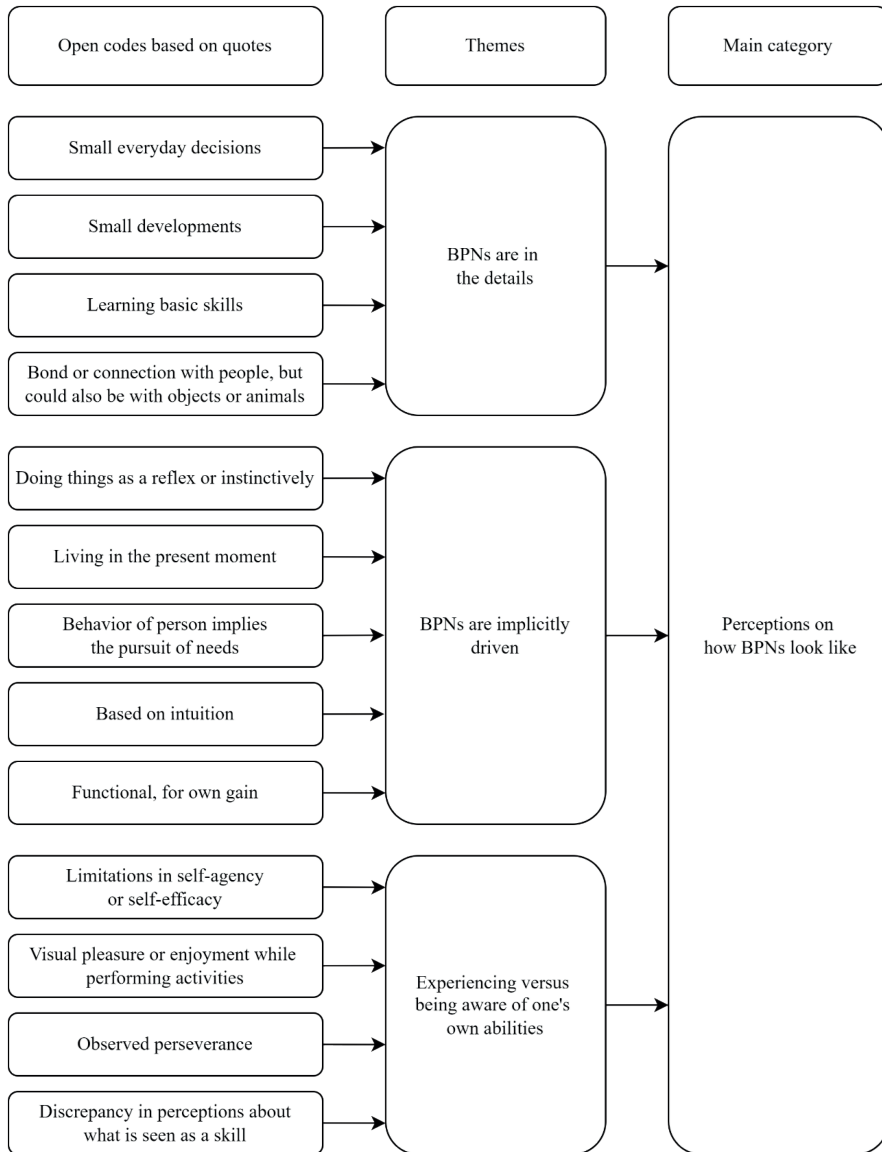 Open codes based on quotes
Themes
Main category
Small everyday decisions
Small developments
Learning basic skills
Bond or connection with people, but
could also be with objects or animals
BPNs are in
the details
Doing things as a reflex or instinctively
Living in the present moment
Behavior of person implies
the pursuit of needs
Based on intuition
Functional, for own gain
BPNs are implicitly
driven
Limitations in self-agency
or self-efficacy
Visual pleasure or enjoyment while
performing activities
Observed perseverance
Discrepancy in perceptions about
what is seen as a skill
Experiencing versus
being aware of one's
own abilities
Perceptions on
how BPNs look like